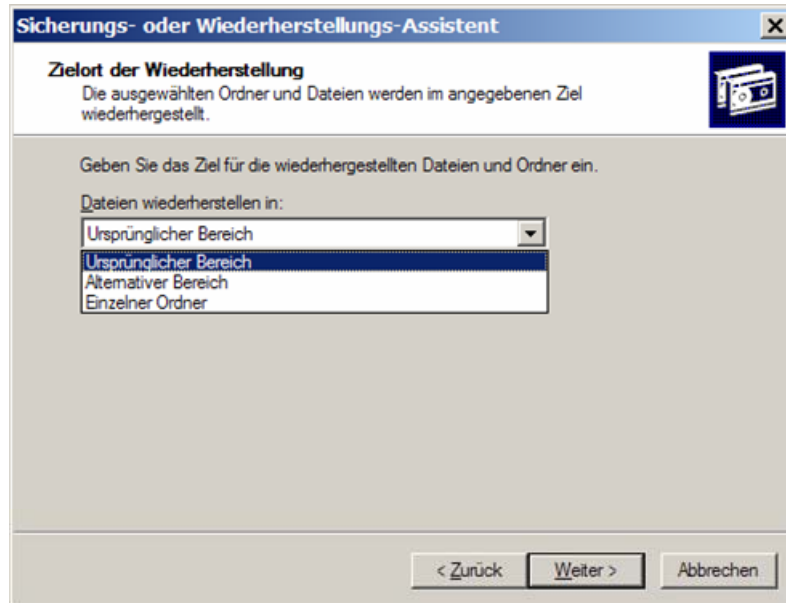 Sicherungs- oder Wiederherstellungs-Assistent
Zielort der Wiederherstellung
Die ausgewählten Ordner und Dateien werden im angegebenen Ziel
wiederhergestellt.
Geben Sie das Ziel für die wiederhergestellten Dateien und Ordner ein.
Dateien wiederherstellen in:
Ursprünglicher Bereich
Ursprünglicher Bereich
Alternativer Bereich
Einzelner Ordner
< Zurück Weiter > Abbrechen